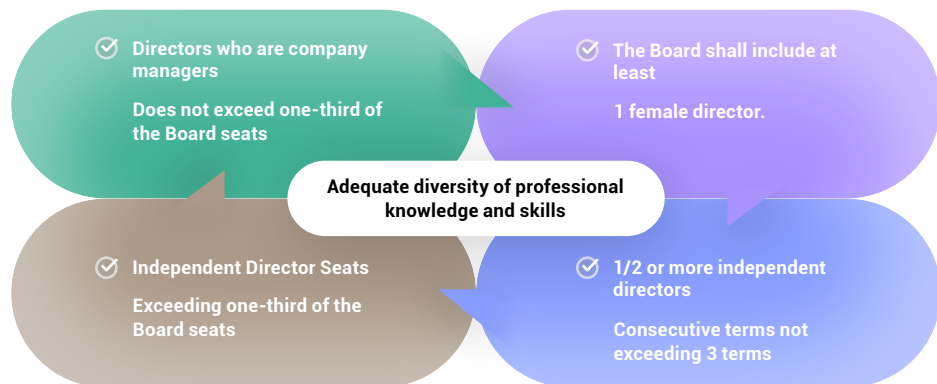 Directors who are company
managers
Does not exceed one-third of
the Board seats
The Board shall include at
least
1 female director.
Adequate diversity of professional
knowledge and skills
Independent Director Seats
Exceeding one-third of the
Board seats
1/2 or more independent
directors
Consecutive terms not
exceeding 3 terms